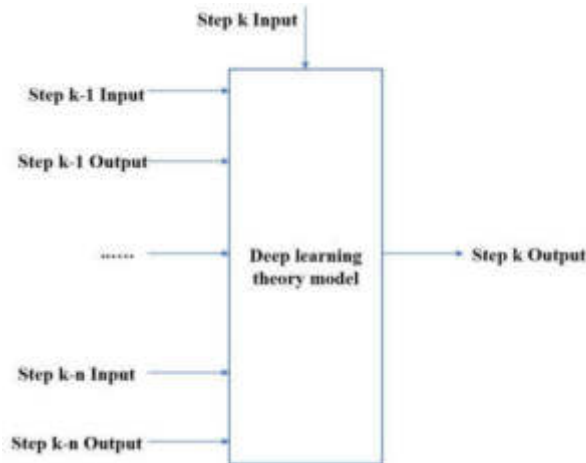 Step k Input
Step k-1 Input
Step k-1 Output
......
Deep learning
theory model
Step k Output
Step k-n Input
Step k-n Output